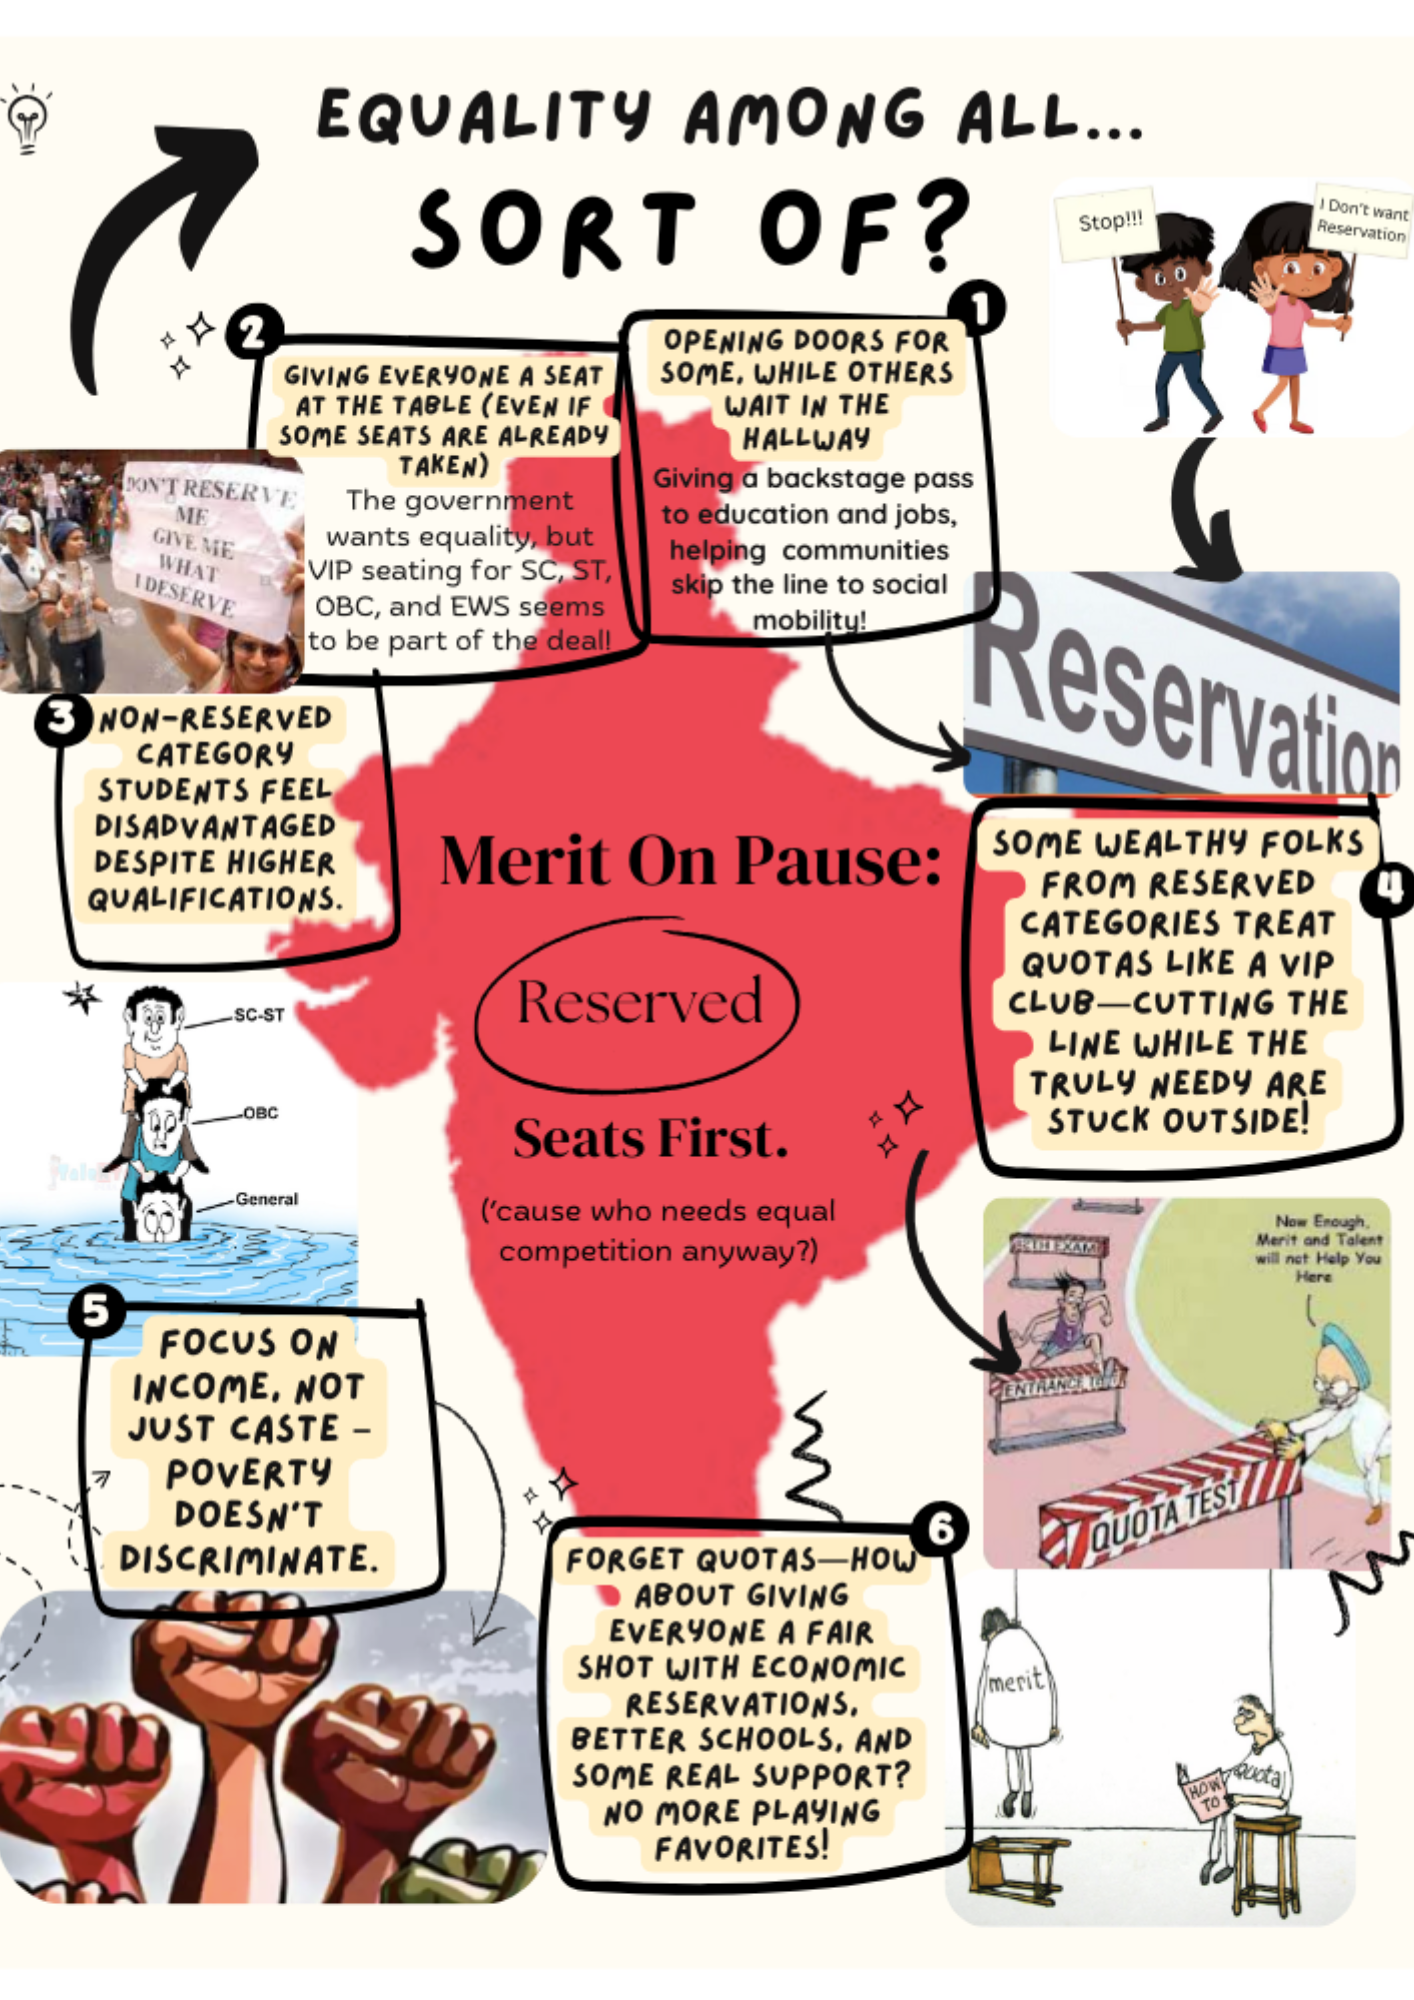 EQUALITY AMONG ALL...
SORT OF?
Stop!!!
I Don't want
Reservation
1
OPENING DOORS FOR
SOME, WHILE OTHERS
WAIT IN THE
HALLWAY
Giving a backstage pass
to education and jobs,
helping communities
skip the line to social
mobility!
2
GIVING EVERYONE A SEAT
AT THE TABLE (EVEN IF
SOME SEATS ARE ALREADY
TAKEN)
The government
wants equality, but
VIP seating for SC, ST,
OBC, and EWS seems
to be part of the deal!
DON'T RESERVE
ME
GIVE ME
WHAT
I DESERVE
Reservation
3
NON-RESERVED
CATEGORY
STUDENTS FEEL
DISADVANTAGED
DESPITE HIGHER
QUALIFICATIONS.
Merit On Pause:
Reserved
Seats First.
('cause who needs equal
competition anyway?)
4
SOME WEALTHY FOLKS
FROM RESERVED
CATEGORIES TREAT
QUOTAS LIKE A VIP
CLUB—CUTTING THE
LINE WHILE THE
TRULY NEEDY ARE
STUCK OUTSIDE!
SC-ST
OBC
General
Now Enough,
Merit and Talent
will not Help You
Here
EXAM
ENTRANCE
QUOTA TEST
5
FOCUS ON
INCOME, NOT
JUST CASTE –
POVERTY
DOESN'T
DISCRIMINATE.
6
FORGET QUOTAS—HOW
ABOUT GIVING
EVERYONE A FAIR
SHOT WITH ECONOMIC
RESERVATIONS,
BETTER SCHOOLS, AND
SOME REAL SUPPORT?
NO MORE PLAYING
FAVORITES!
merit
Quota
HOW
TO